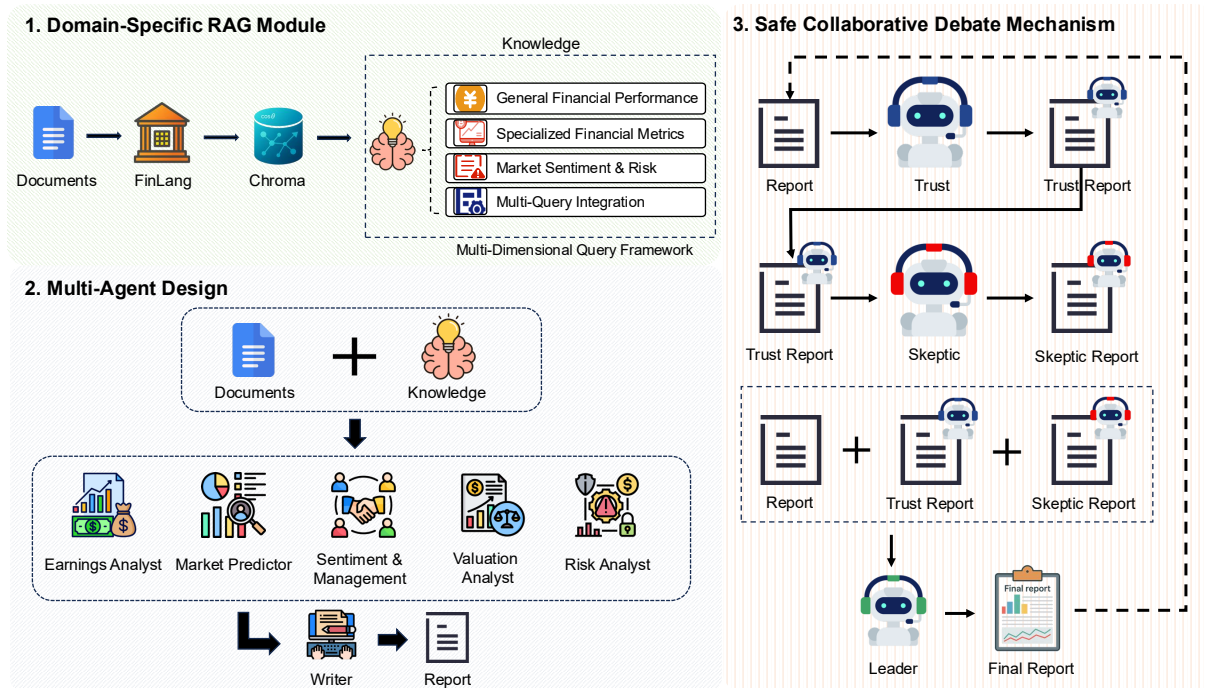 1. Domain-Specific RAG Module
Knowledge
Documents
FinLang
cosθ
Chroma
General Financial Performance
Specialized Financial Metrics
Market Sentiment & Risk
Multi-Query Integration
Multi-Dimensional Query Framework
2. Multi-Agent Design
Documents
Knowledge
Earnings Analyst
Market Predictor
Sentiment &
Management
Valuation
Analyst
Risk Analyst
Writer
Report
3. Safe Collaborative Debate Mechanism
Report
Trust
Trust Report
Trust Report
Skeptic
Skeptic Report
Report
Trust Report
Skeptic Report
Leader
Final report
Final Report